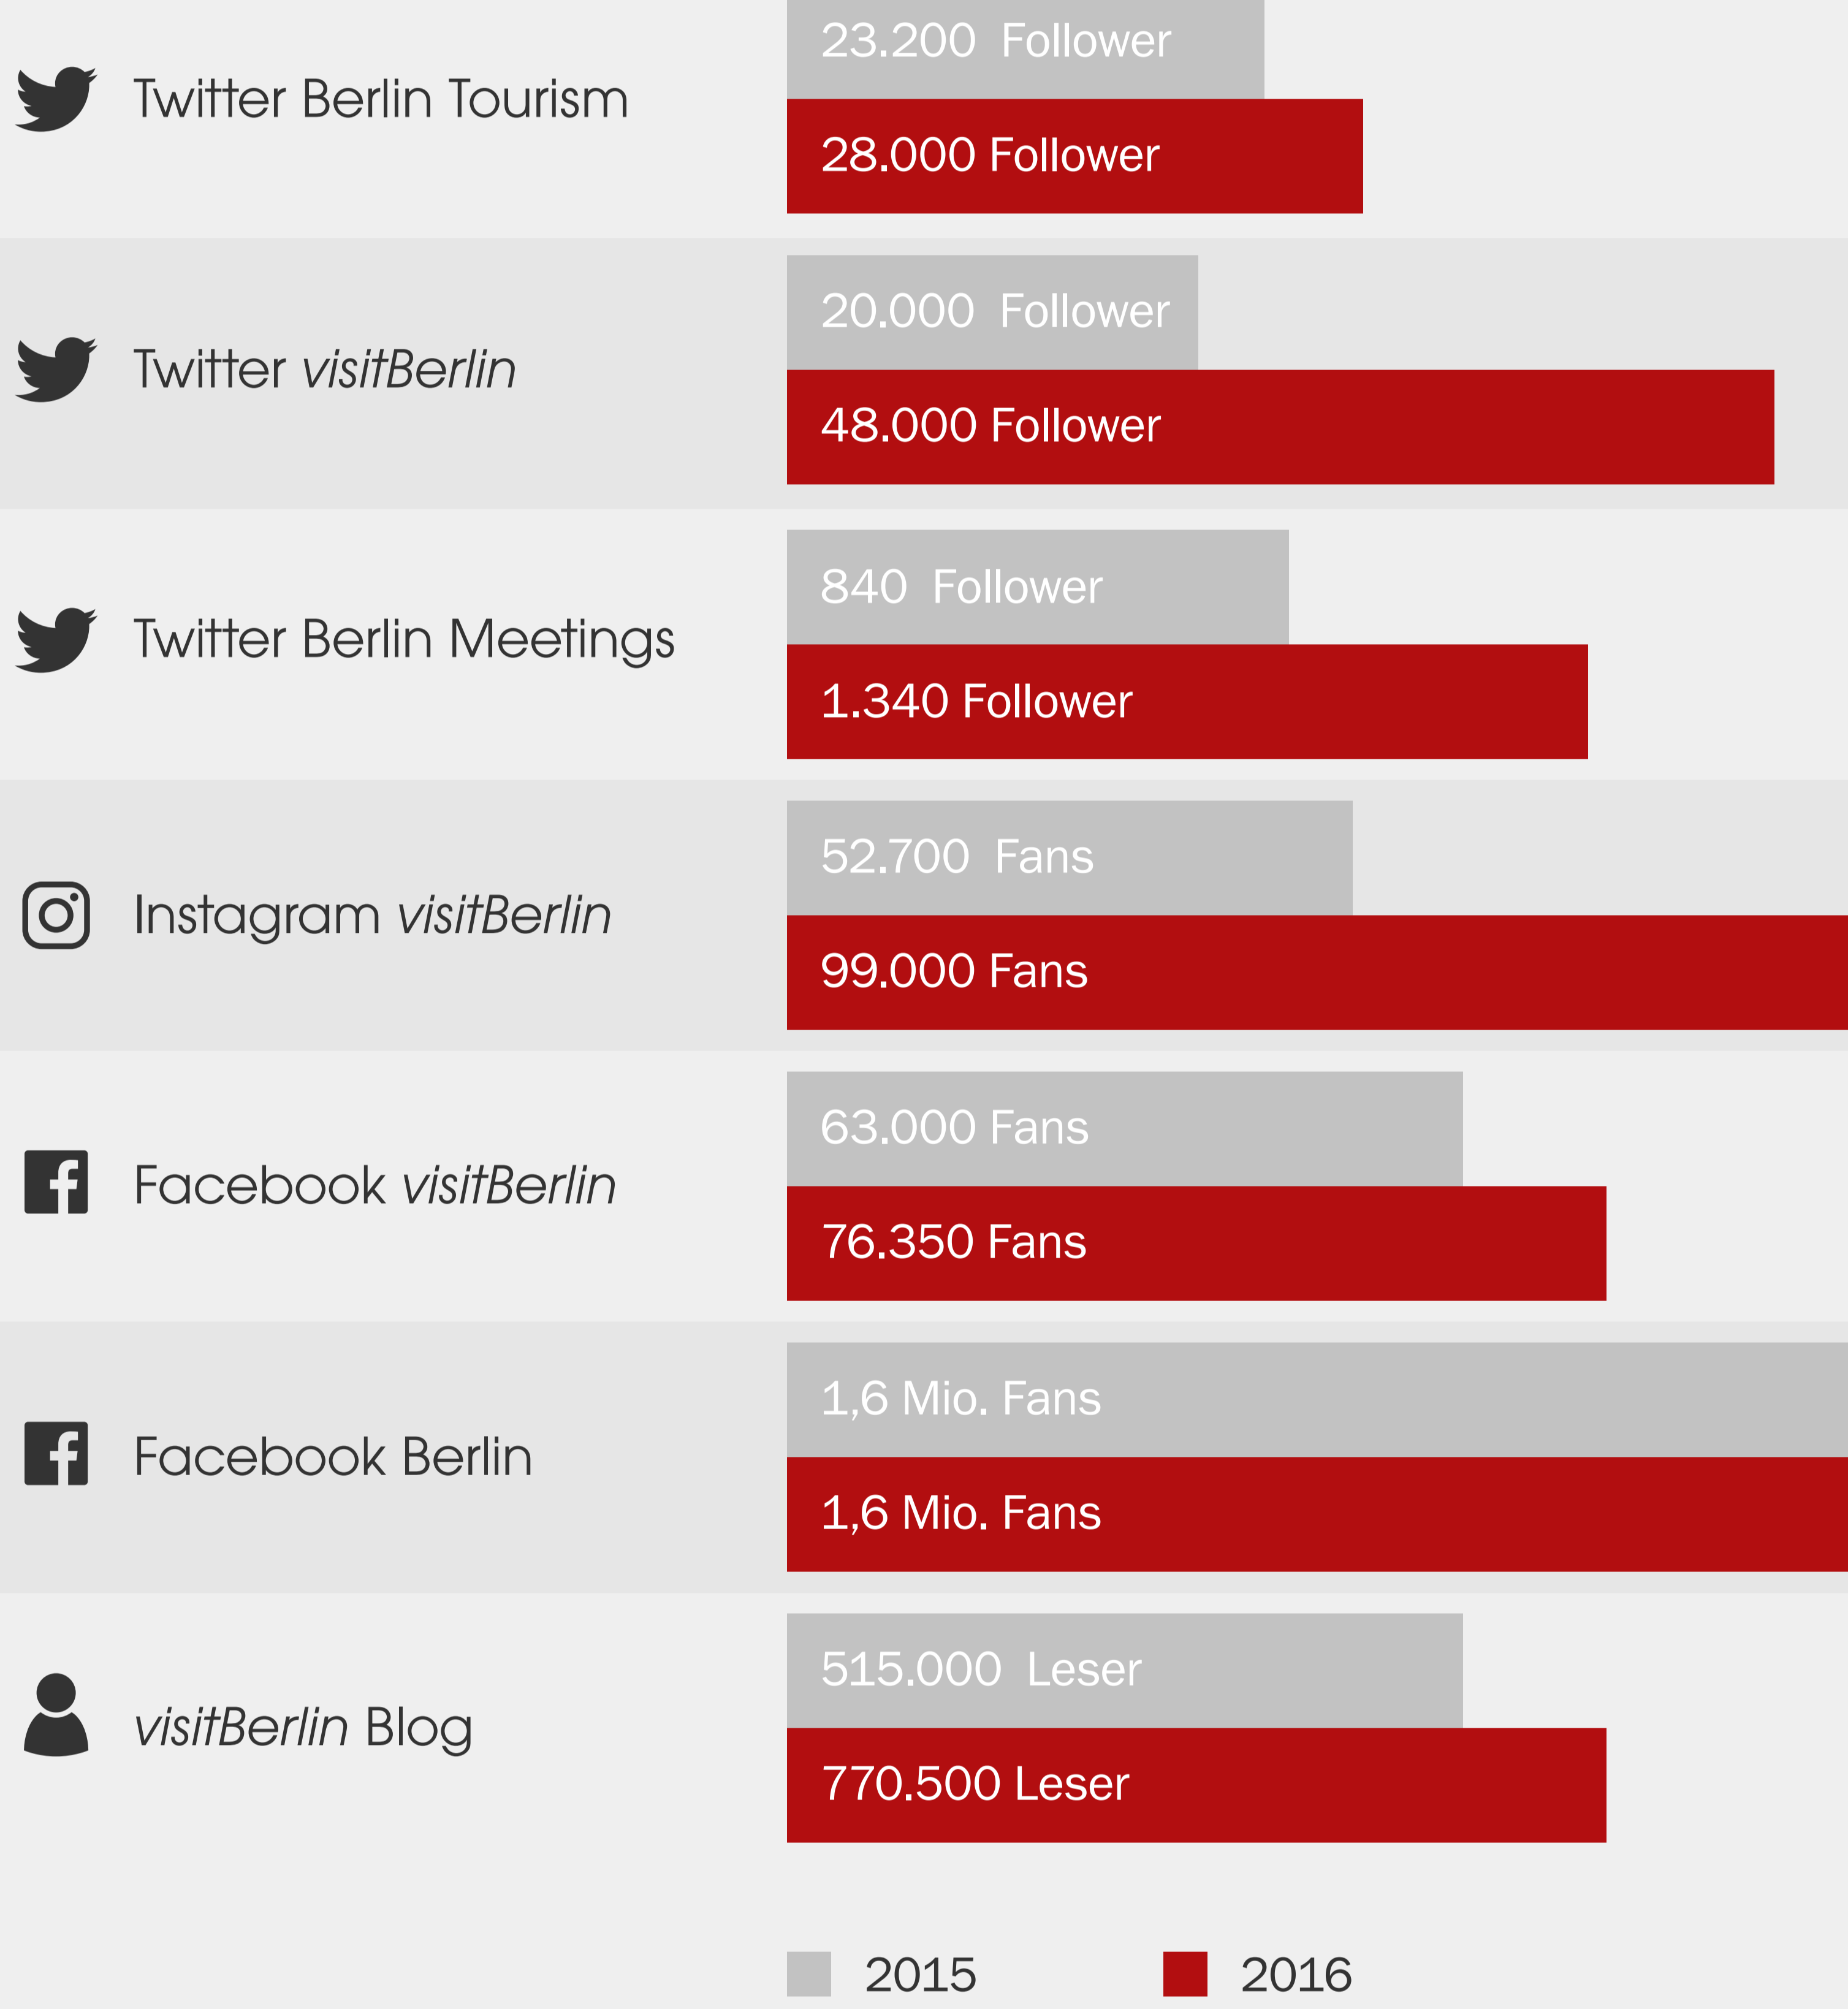 23.200 Follower
Twitter Berlin Tourism
28.000 Follower
20.000 Follower
Twitter visitBerlin
48.000 Follower
840 Follower
Twitter Berlin Meetings
1.340 Follower
52.700 Fans
Instagram visitBerlin
99.000 Fans
63.000 Fans
Facebook visitBerlin
76.350 Fans
1,6 Mio. Fans
Facebook Berlin
1,6 Mio. Fans
515.000 Leser
visitBerlin Blog
770.500 Leser
2015 2016